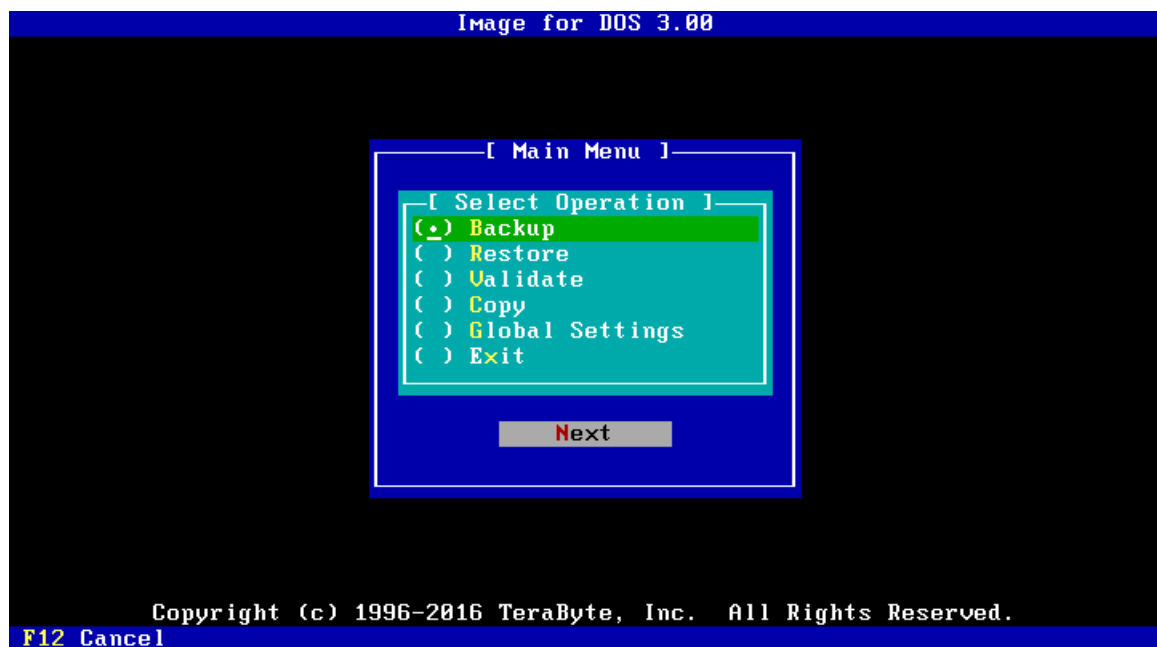 Image for DOS 3.00
[ Main Menu ]
[ Select Operation ]
(•) Backup
( ) Restore
( ) Validate
( ) Copy
( ) Global Settings
( ) Exit
Next
Copyright (c) 1996-2016 TeraByte, Inc. All Rights Reserved.
F12 Cancel